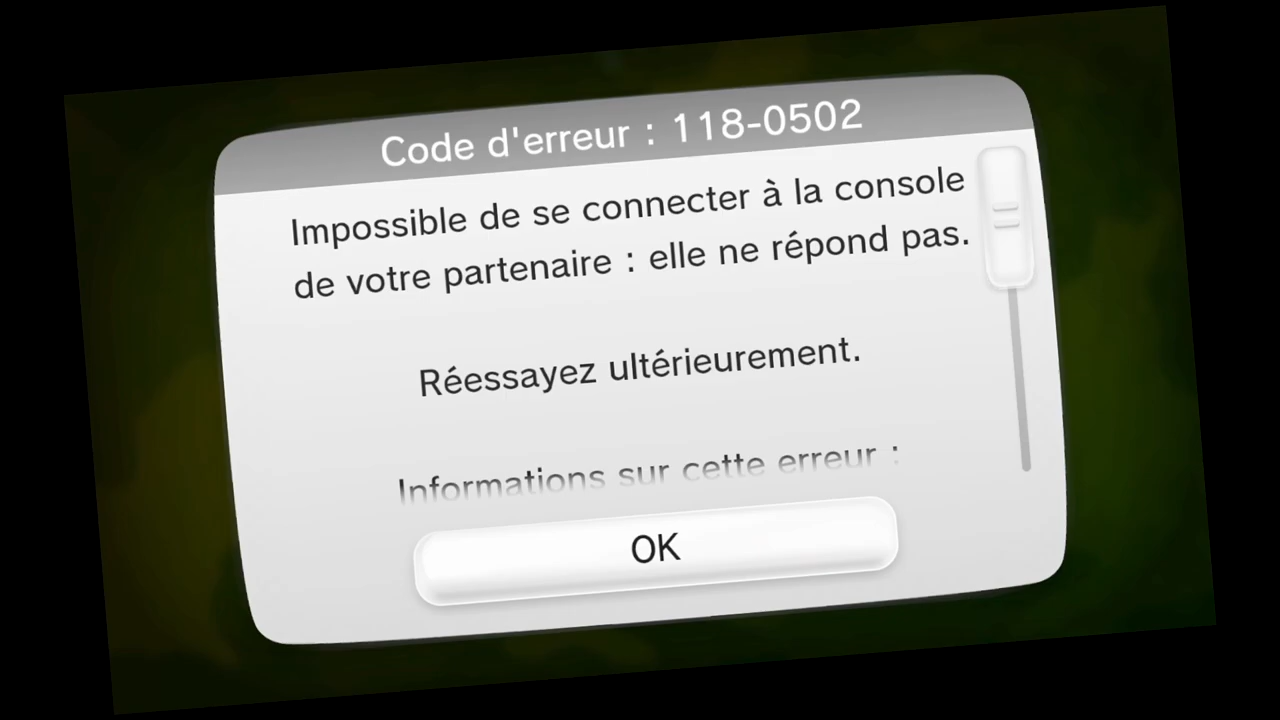 Code d'erreur : 118-0502
Impossible de se connecter à la console
de votre partenaire : elle ne répond pas.
Réessayez ultérieurement.
Informations sur cette erreur :
OK